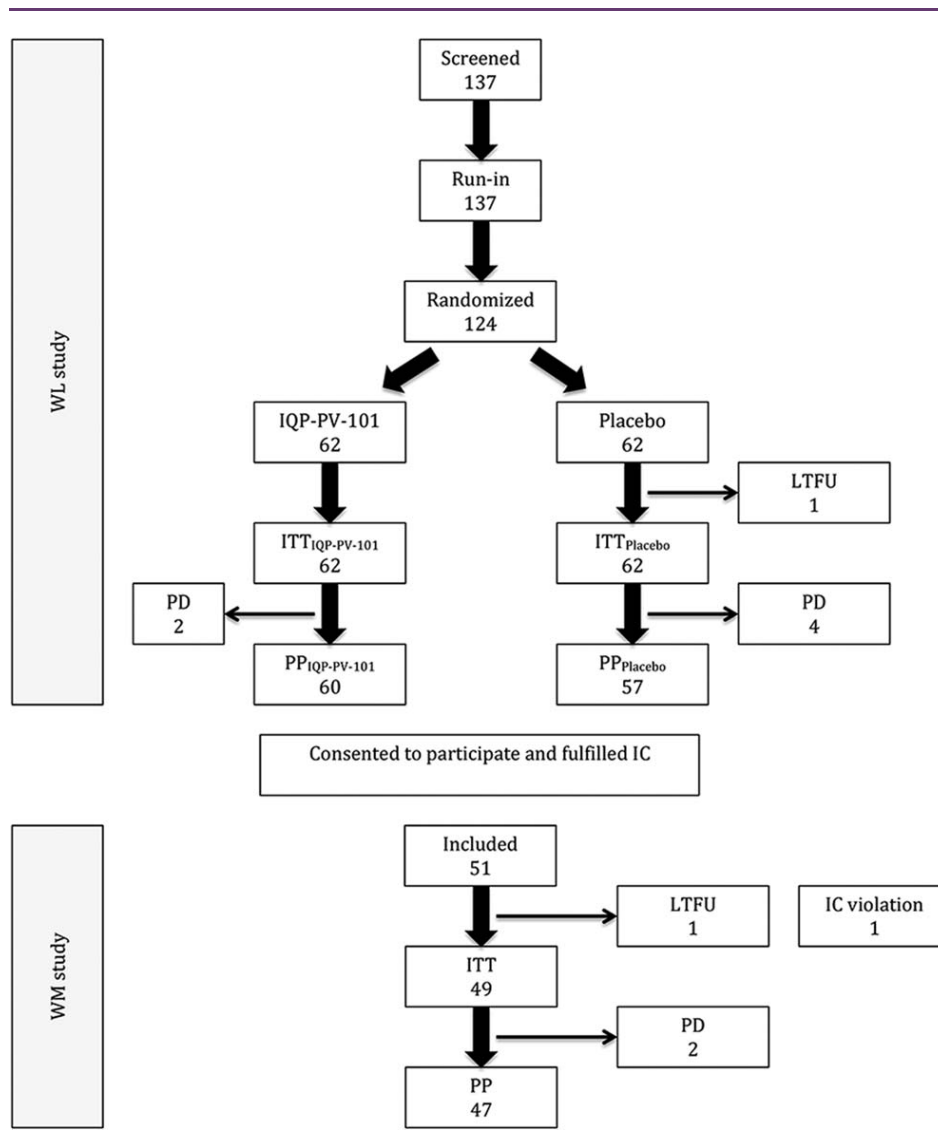 WL study
Screened
137
Run-in
137
Randomized
124
IQP-PV-101
62
Placebo
62
LTFU
1
ITTIQP-PV-101
62
ITTPlacebo
62
PD
2
PD
4
PPIQP-PV-101
60
PPPlacebo
57
Consented to participate and fulfilled IC
WM study
Included
51
LTFU
1
IC violation
1
ITT
49
PD
2
PP
47